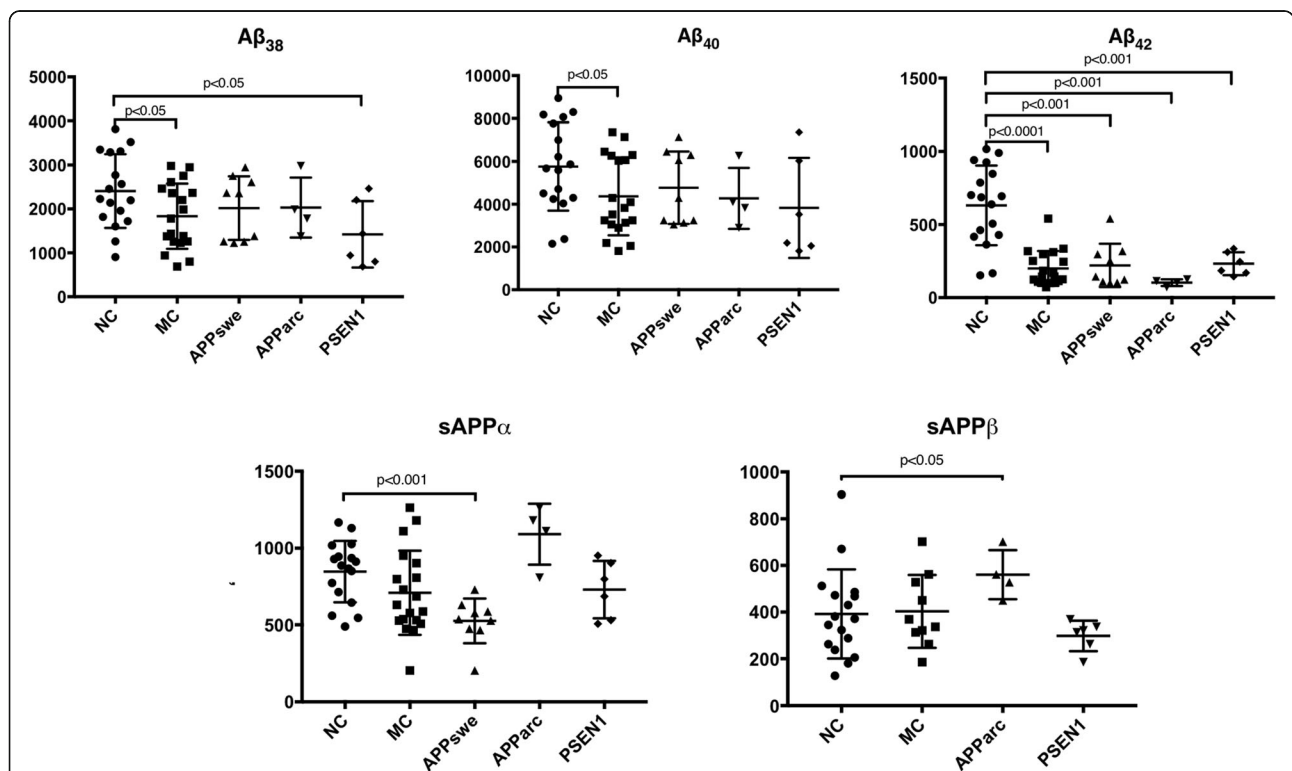 Aβ38
p<0.05
p<0.05
5000
4000
3000
2000
1000
0
NC
MC
APPswe
APParc
PSEN1
Aβ40
p<0.05
10000
8000
6000
4000
2000
0
NC
MC
APPswe
APParc
PSEN1
Aβ42
p<0.001
p<0.001
p<0.001
p<0.0001
1500
1000
500
0
NC
MC
APPswe
APParc
PSEN1
sAPPα
p<0.001
1500
1000
500
0
NC
MC
APPswe
APParc
PSEN1
sAPPβ
p<0.05
1000
800
600
400
200
0
NC
MC
APParc
PSEN1